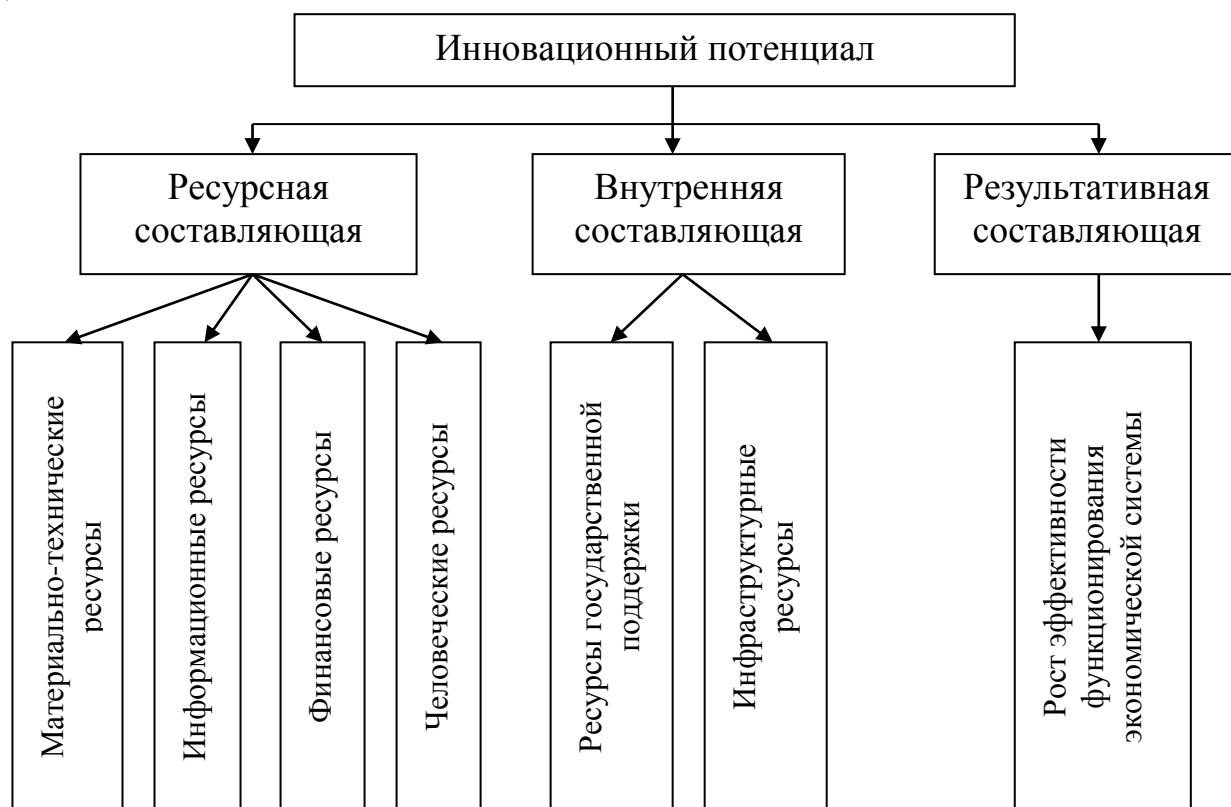 Инновационный потенциал
Ресурсная
составляющая
Внутренняя
составляющая
Результативная
составляющая
Материально-технические
ресурсы
Информационные ресурсы
Финансовые ресурсы
Человеческие ресурсы
Ресурсы государственной
поддержки
Инфраструктурные
ресурсы
Рост эффективности
функционирования
экономической системы